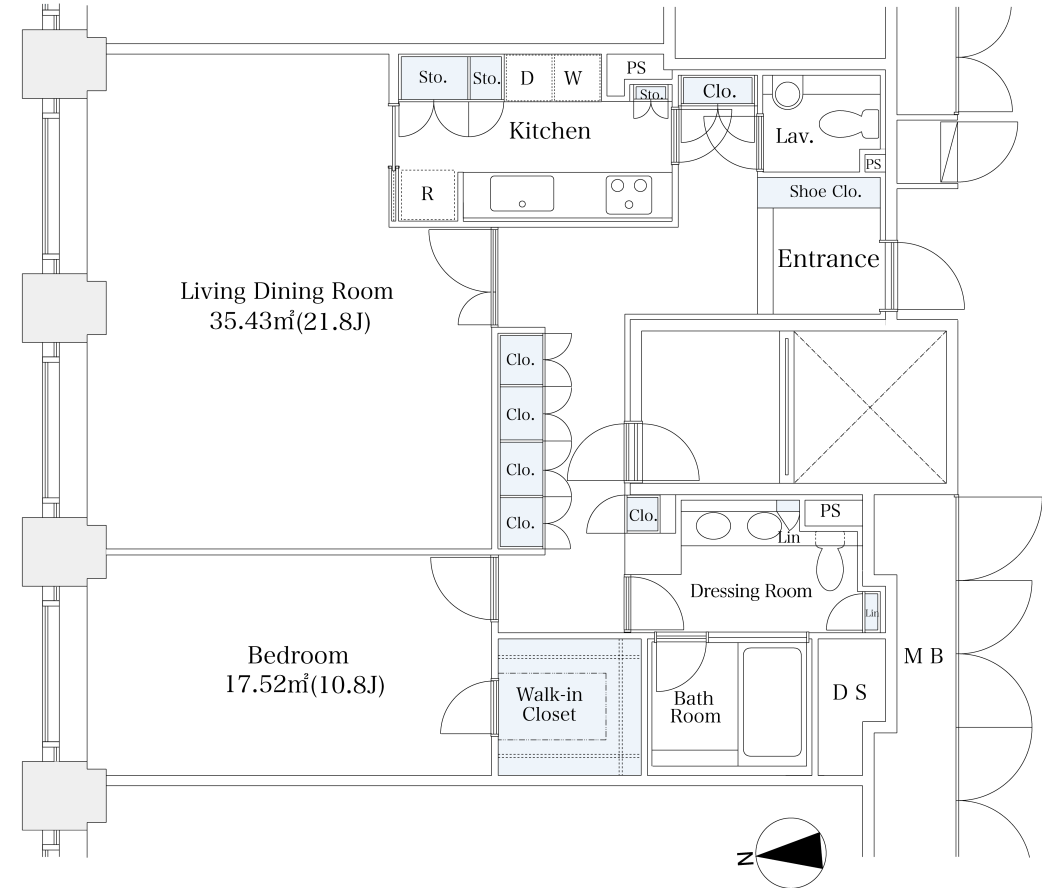 Sto.
Sto.
D
W
PS
Sto.
Clo.
Kitchen
Lav.
PS
R
Shoe Clo.
Entrance
Living Dining Room
35.43㎡(21.8J)
Clo.
Clo.
Clo.
Clo.
Clo.
PS
Lin
Dressing Room
Lin
Bedroom
17.52㎡(10.8J)
Walk-in
Closet
Bath
Room
D S
M B
N